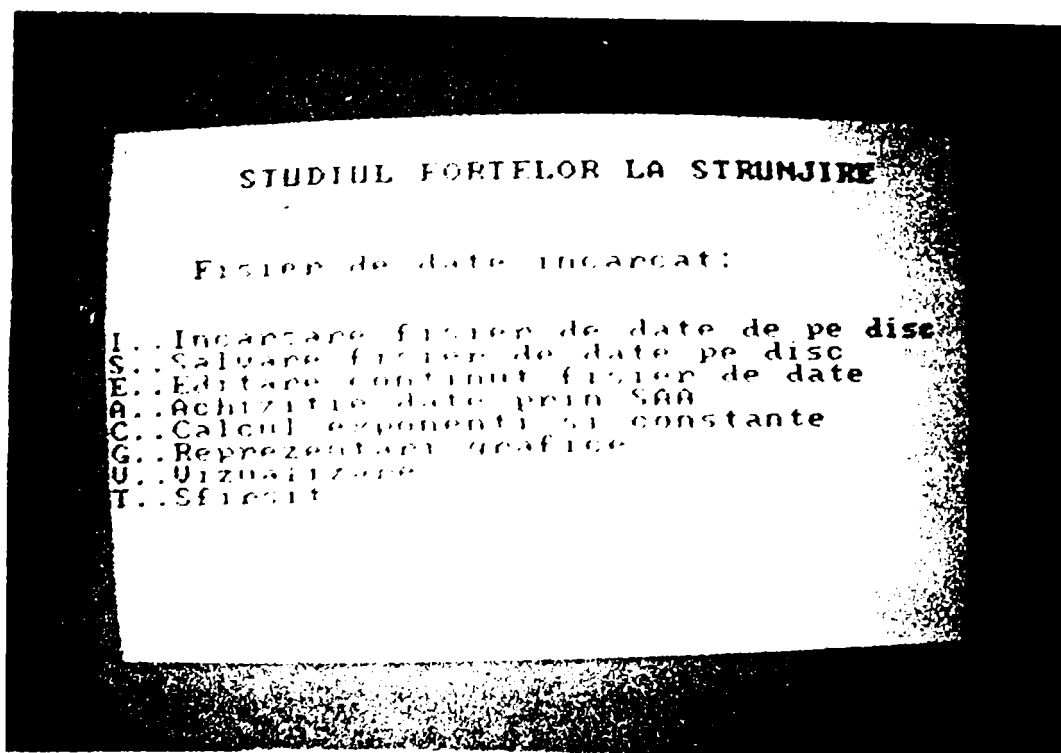 STUDIUL FORTELOR LA STRUNJIRE
Fisier de date incarcat:
I..Incarcare fisier de date de pe disc
S..Salvare fisier de date pe disc
E..Editare continut fisier de date
A..Achizitie date prin SAA
C..Calcul exponenti si constante
G..Reprezentari grafice
V..Vizualizare
T..Sfirsit